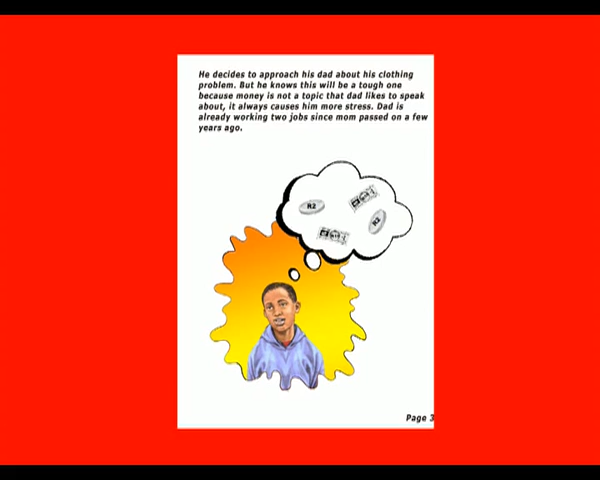 He decides to approach his dad about his clothing
problem. But he knows this will be a tough one
because money is not a topic that dad likes to speak
about, it always causes him more stress. Dad is
already working two jobs since mom passed on a few
years ago.
R2
R2
Page 3